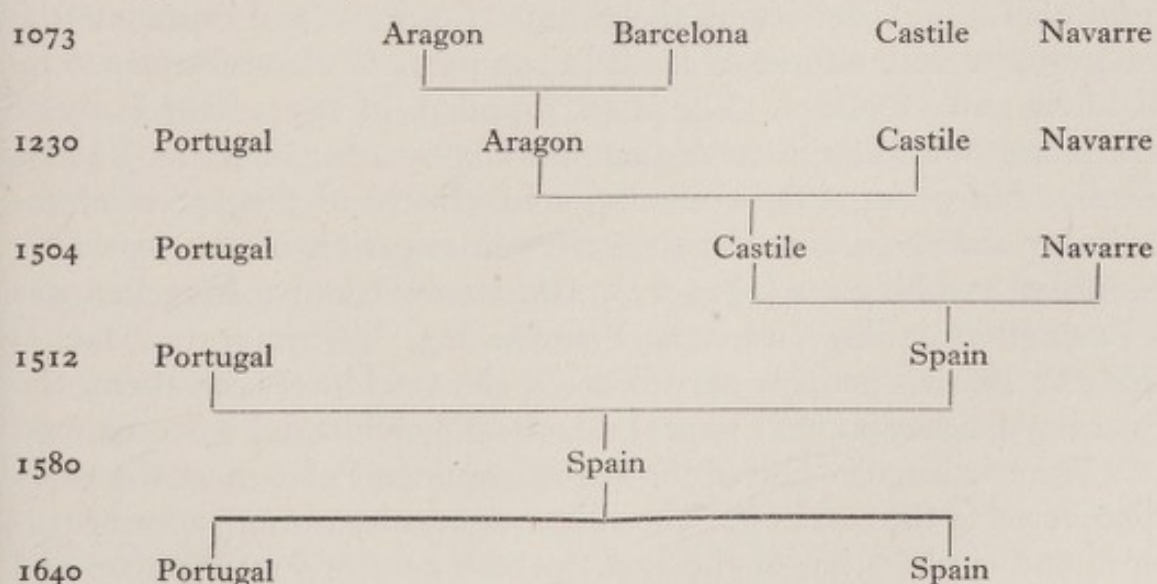 1073 Aragon Barcelona Castile Navarre
1230 Portugal Aragon Castile Navarre
1504 Portugal Castile Navarre
1512 Portugal Spain
1580 Spain
1640 Portugal Spain